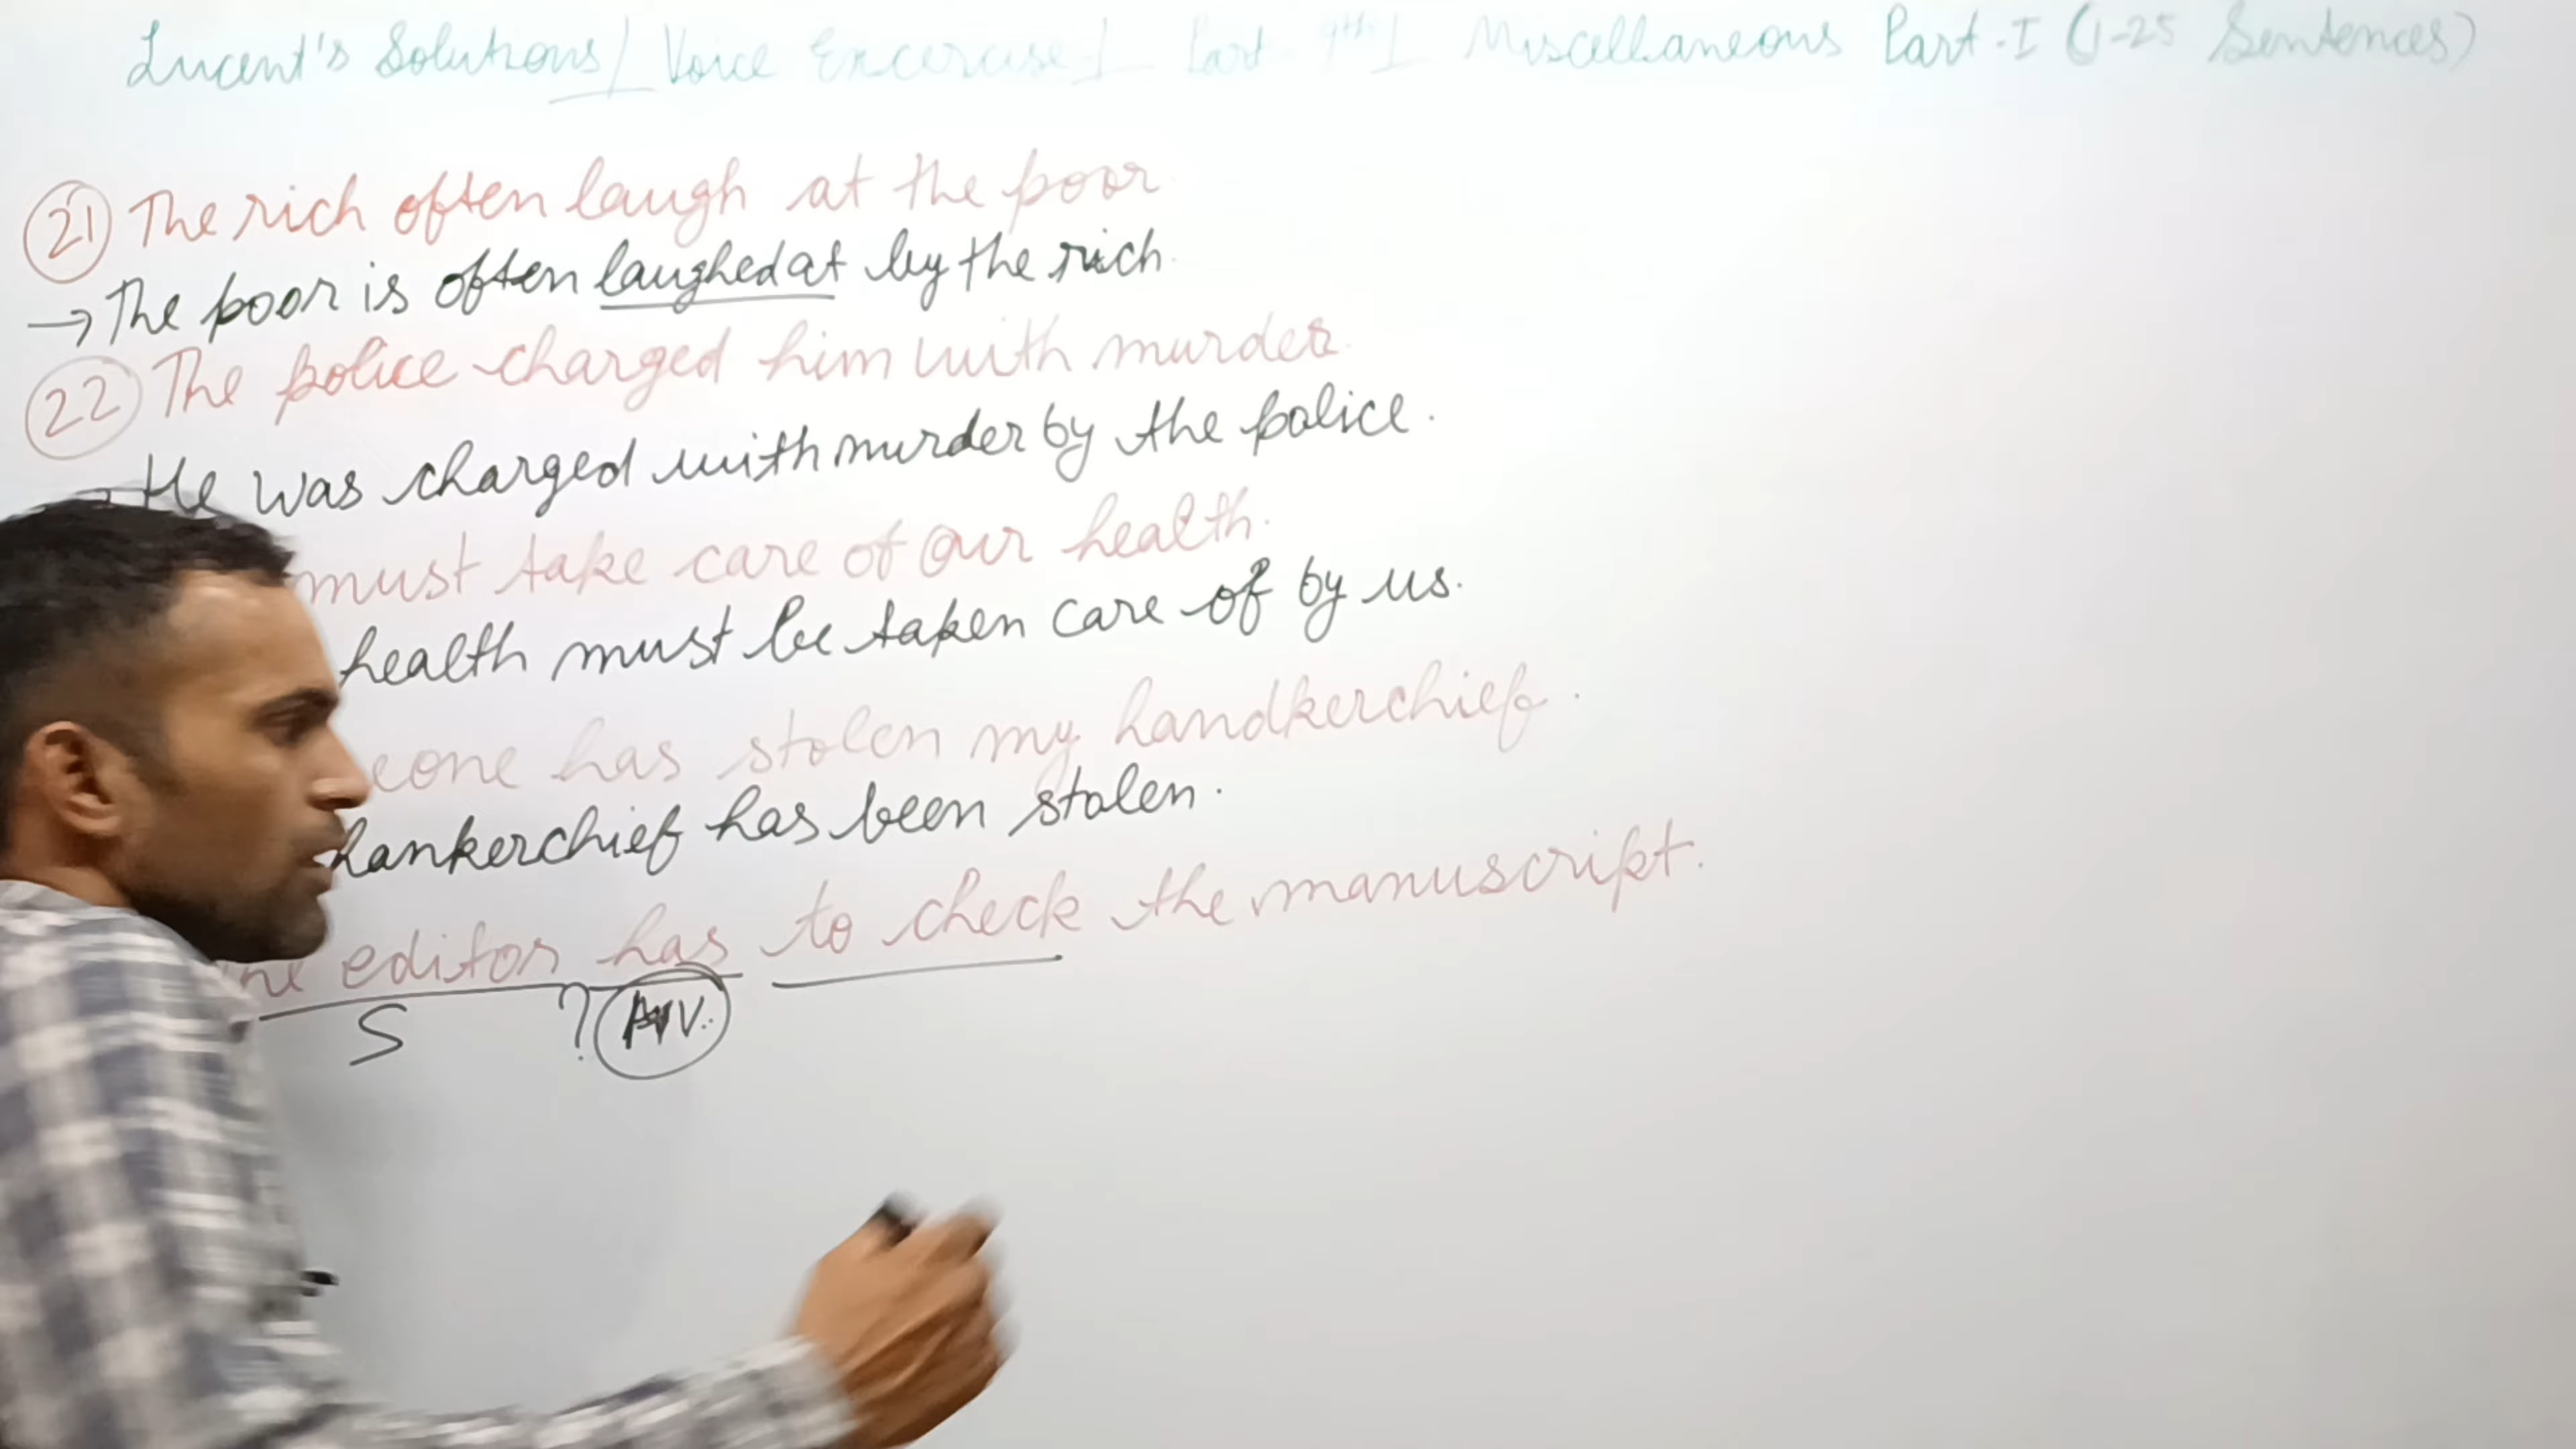 Lucent's Solutions/ Voice Excercise/ Part 9th/ Miscellaneous Part-I (1-25 Sentences)
21 The rich often laugh at the poor
→ The poor is often laughed at by the rich.
22 The police charged him with murder.
He was charged with murder by the police.
must take care of our health.
health must be taken care of by us.
eone has stolen my handkerchief.
hankerchief has been stolen.
editor has to check the manuscript.
S ? V.